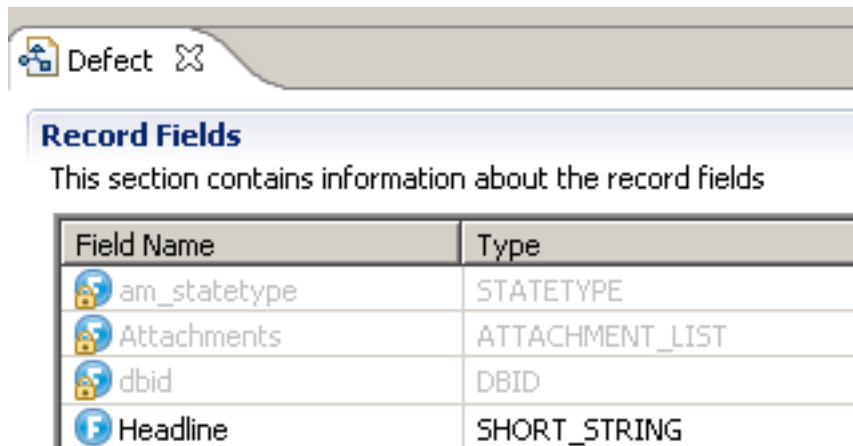 Defect
Record Fields
This section contains information about the record fields
Field Name Type
am_statetype STATETYPE
Attachments ATTACHMENT_LIST
dbid DBID
Headline SHORT_STRING